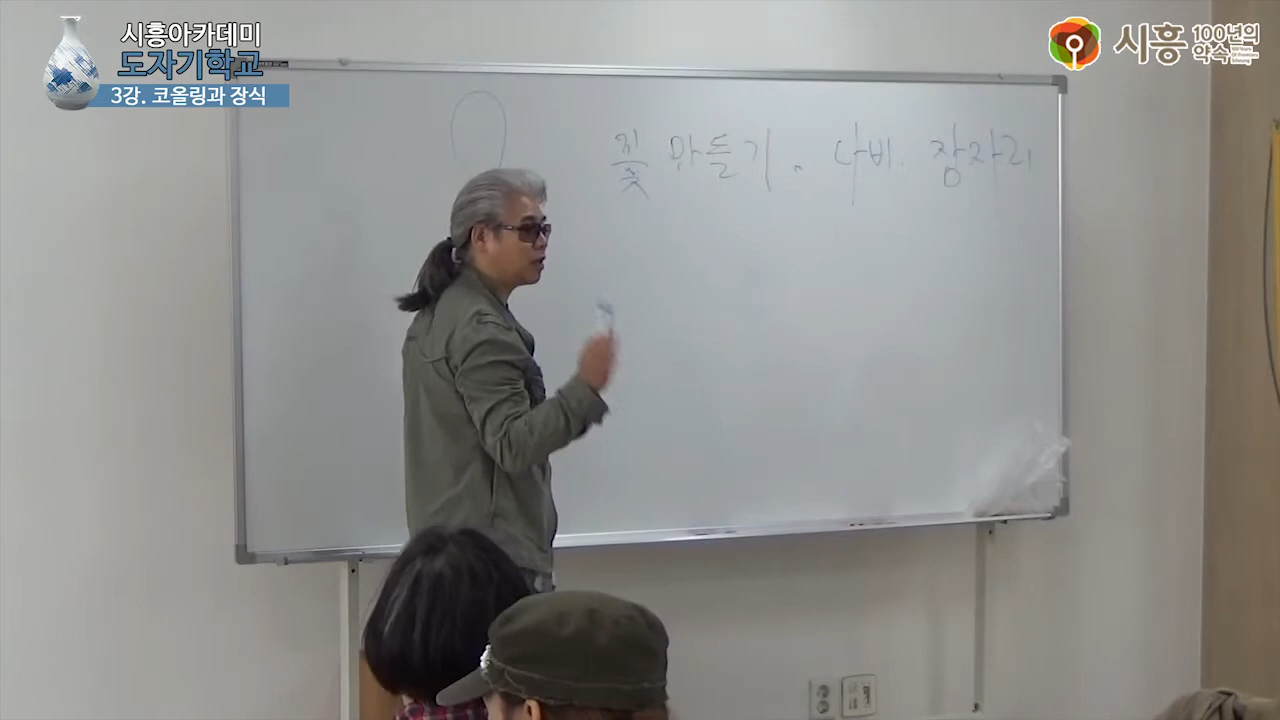 시흥아카데미
도자기학교
3강. 코올링과 장식
시흥 100년의 약속
꽃 만들기. 나비. 잠자리